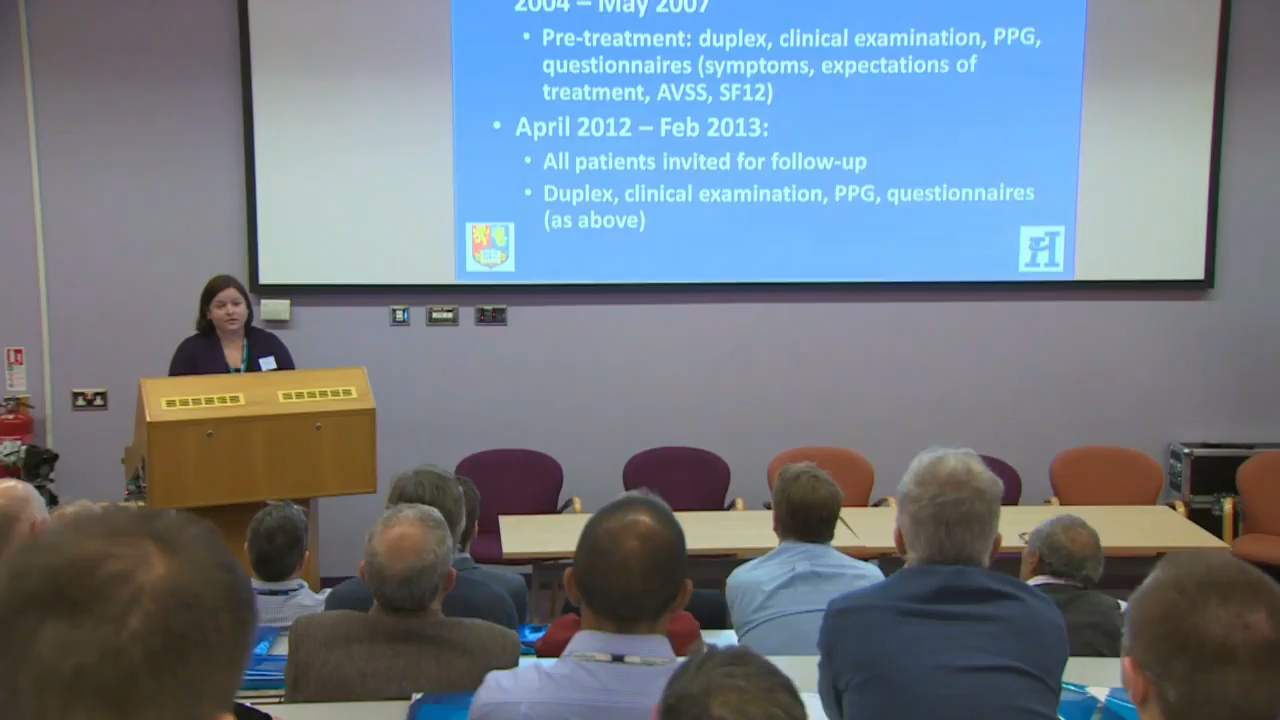 2004 – May 2007
• Pre-treatment: duplex, clinical examination, PPG,
questionnaires (symptoms, expectations of
treatment, AVSS, SF12)
• April 2012 – Feb 2013:
• All patients invited for follow-up
• Duplex, clinical examination, PPG, questionnaires
(as above)